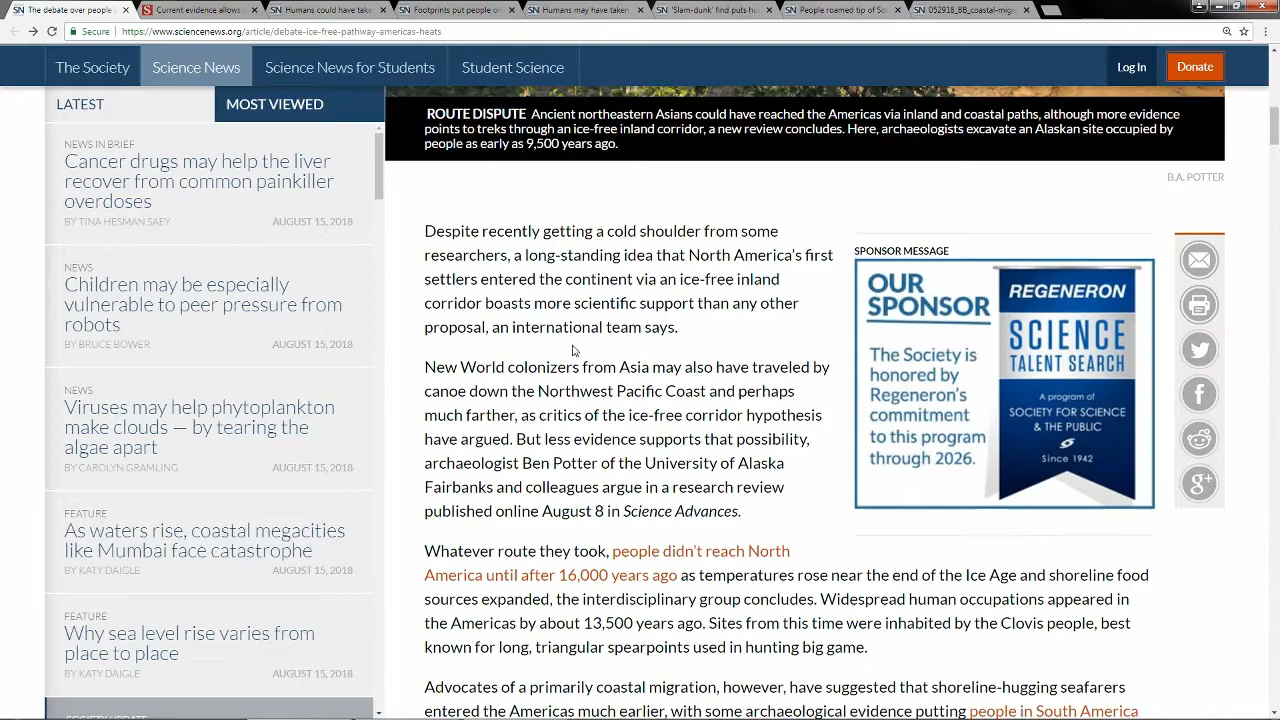 The debate over people
Current evidence allows
Humans could have take
Footprints put people on
Humans may have taken
'Slam-dunk' find puts hu
People roamed tip of So
052918_BB_coastal-migra
Secure
https://www.sciencenews.org/article/debate-ice-free-pathway-americas-heats
The Society
Science News
Science News for Students
Student Science
Log In
Donate
LATEST
MOST VIEWED
NEWS IN BRIEF
Cancer drugs may help the liver
recover from common painkiller
overdoses
BY TINA HESMAN SAEY
AUGUST 15, 2018
NEWS
Children may be especially
vulnerable to peer pressure from
robots
BY BRUCE BOWER
AUGUST 15, 2018
NEWS
Viruses may help phytoplankton
make clouds — by tearing the
algae apart
BY CAROLYN GRAMLING
AUGUST 15, 2018
FEATURE
As waters rise, coastal megacities
like Mumbai face catastrophe
BY KATY DAIGLE
AUGUST 15, 2018
FEATURE
Why sea level rise varies from
place to place
BY KATY DAIGLE
AUGUST 15, 2018
SOCIETY UPDATE
ROUTE DISPUTE Ancient northeastern Asians could have reached the Americas via inland and coastal paths, although more evidence
points to treks through an ice-free inland corridor, a new review concludes. Here, archaeologists excavate an Alaskan site occupied by
people as early as 9,500 years ago.
B.A. POTTER
Despite recently getting a cold shoulder from some
researchers, a long-standing idea that North America's first
settlers entered the continent via an ice-free inland
corridor boasts more scientific support than any other
proposal, an international team says.
New World colonizers from Asia may also have traveled by
canoe down the Northwest Pacific Coast and perhaps
much farther, as critics of the ice-free corridor hypothesis
have argued. But less evidence supports that possibility,
archaeologist Ben Potter of the University of Alaska
Fairbanks and colleagues argue in a research review
published online August 8 in Science Advances.
Whatever route they took, people didn't reach North
America until after 16,000 years ago as temperatures rose near the end of the Ice Age and shoreline food
sources expanded, the interdisciplinary group concludes. Widespread human occupations appeared in
the Americas by about 13,500 years ago. Sites from this time were inhabited by the Clovis people, best
known for long, triangular spearpoints used in hunting big game.
Advocates of a primarily coastal migration, however, have suggested that shoreline-hugging seafarers
entered the Americas much earlier, with some archaeological evidence putting people in South America
SPONSOR MESSAGE
OUR
SPONSOR
The Society is
honored by
Regeneron's
commitment
to this program
through 2026.
REGENERON
SCIENCE
TALENT SEARCH
A program of
SOCIETY FOR SCIENCE
& THE PUBLIC
Since 1942
f
g+